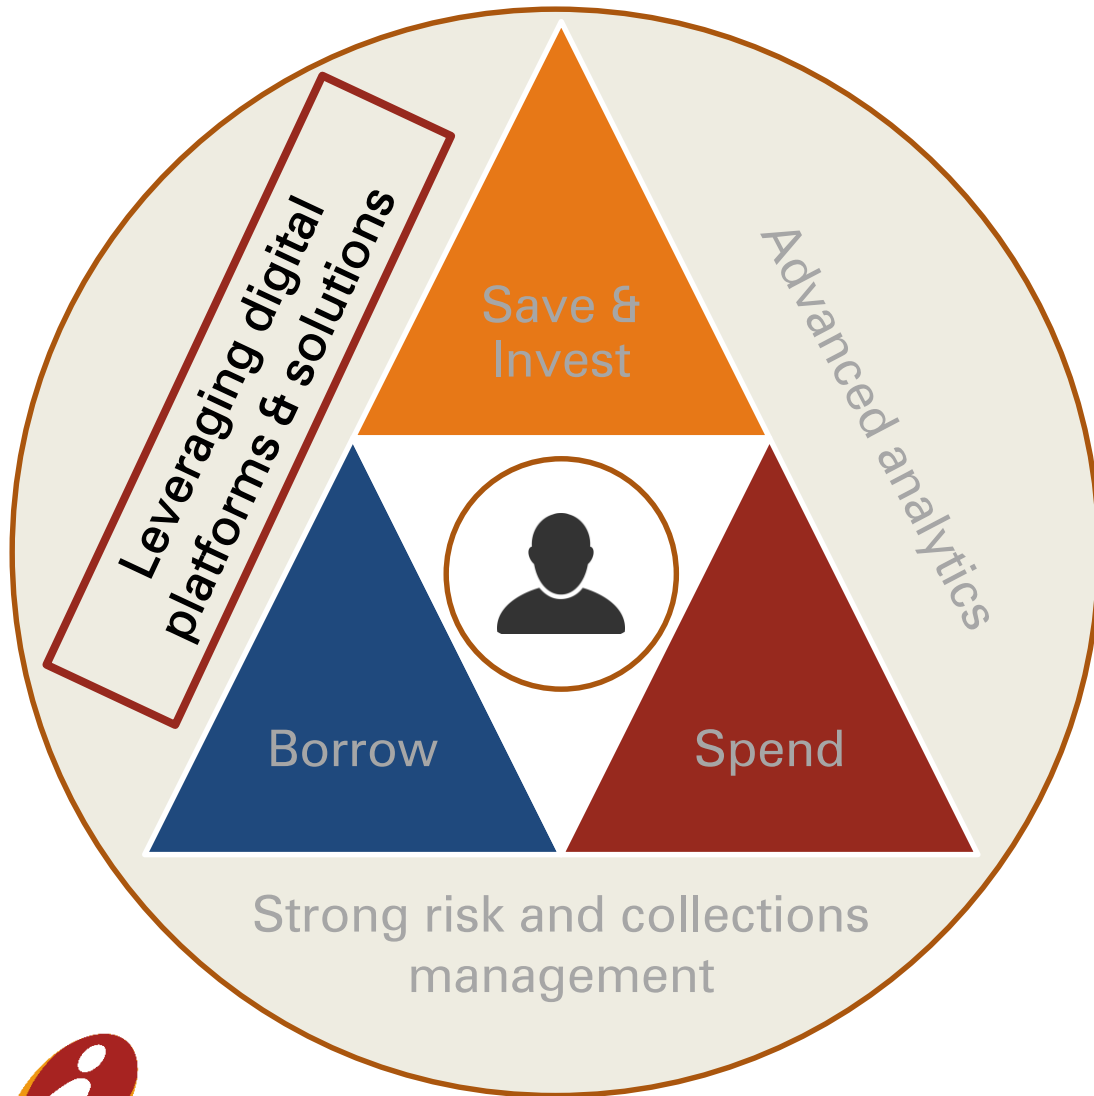 Leveraging digital
platforms & solutions
Save &
Invest
Advanced analytics
Borrow
Spend
Strong risk and collections
management